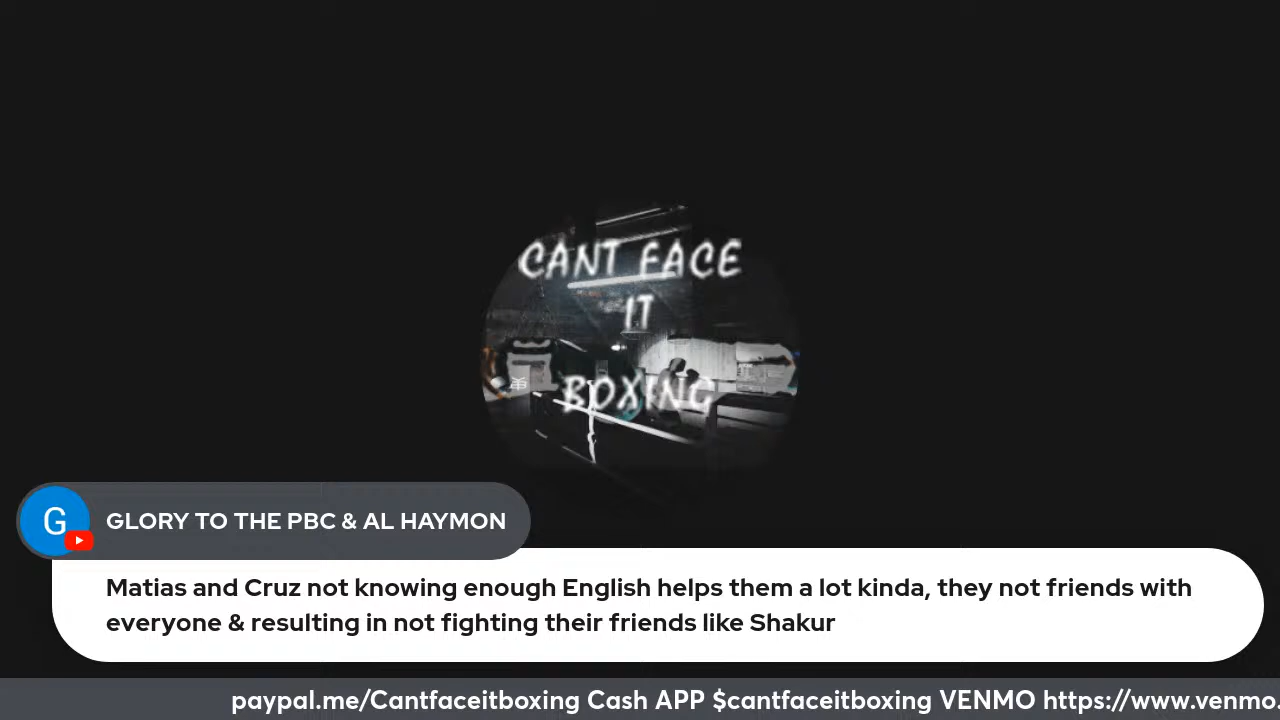 CANT FACE
IT
BOXING
G
GLORY TO THE PBC & AL HAYMON
Matias and Cruz not knowing enough English helps them a lot kinda, they not friends with
everyone & resulting in not fighting their friends like Shakur
paypal.me/Cantfaceitboxing Cash APP $cantfaceitboxing VENMO https://www.venmo.